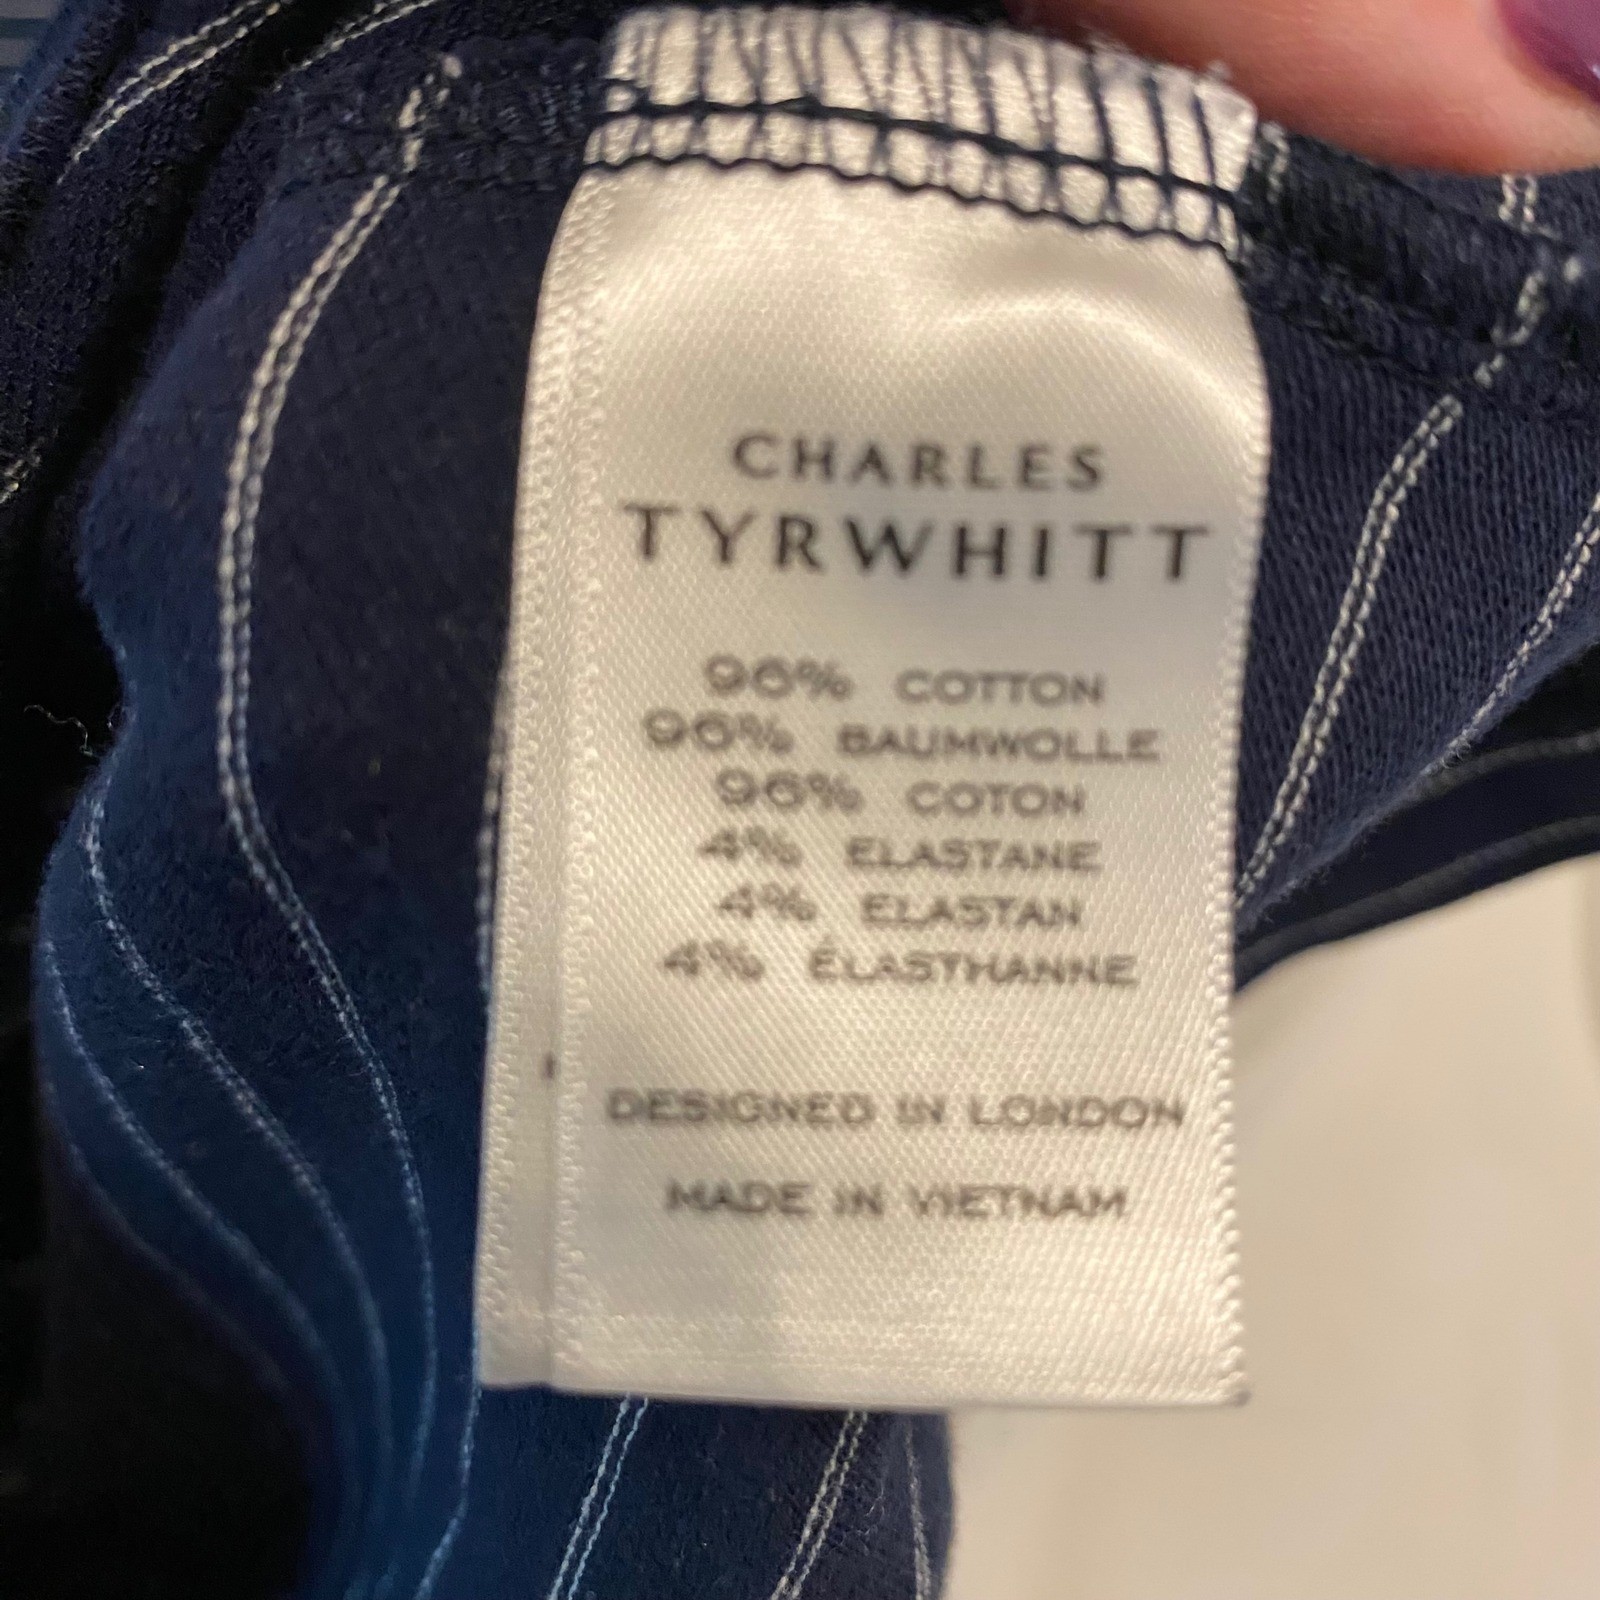 CHARLES
TYRWHITT
96% COTTON
96% BAUMWOLLE
96% COTON
4% ELASTANE
4% ELASTAN
4% ÉLASTHANNE
DESIGNED IN LONDON
MADE IN VIETNAM